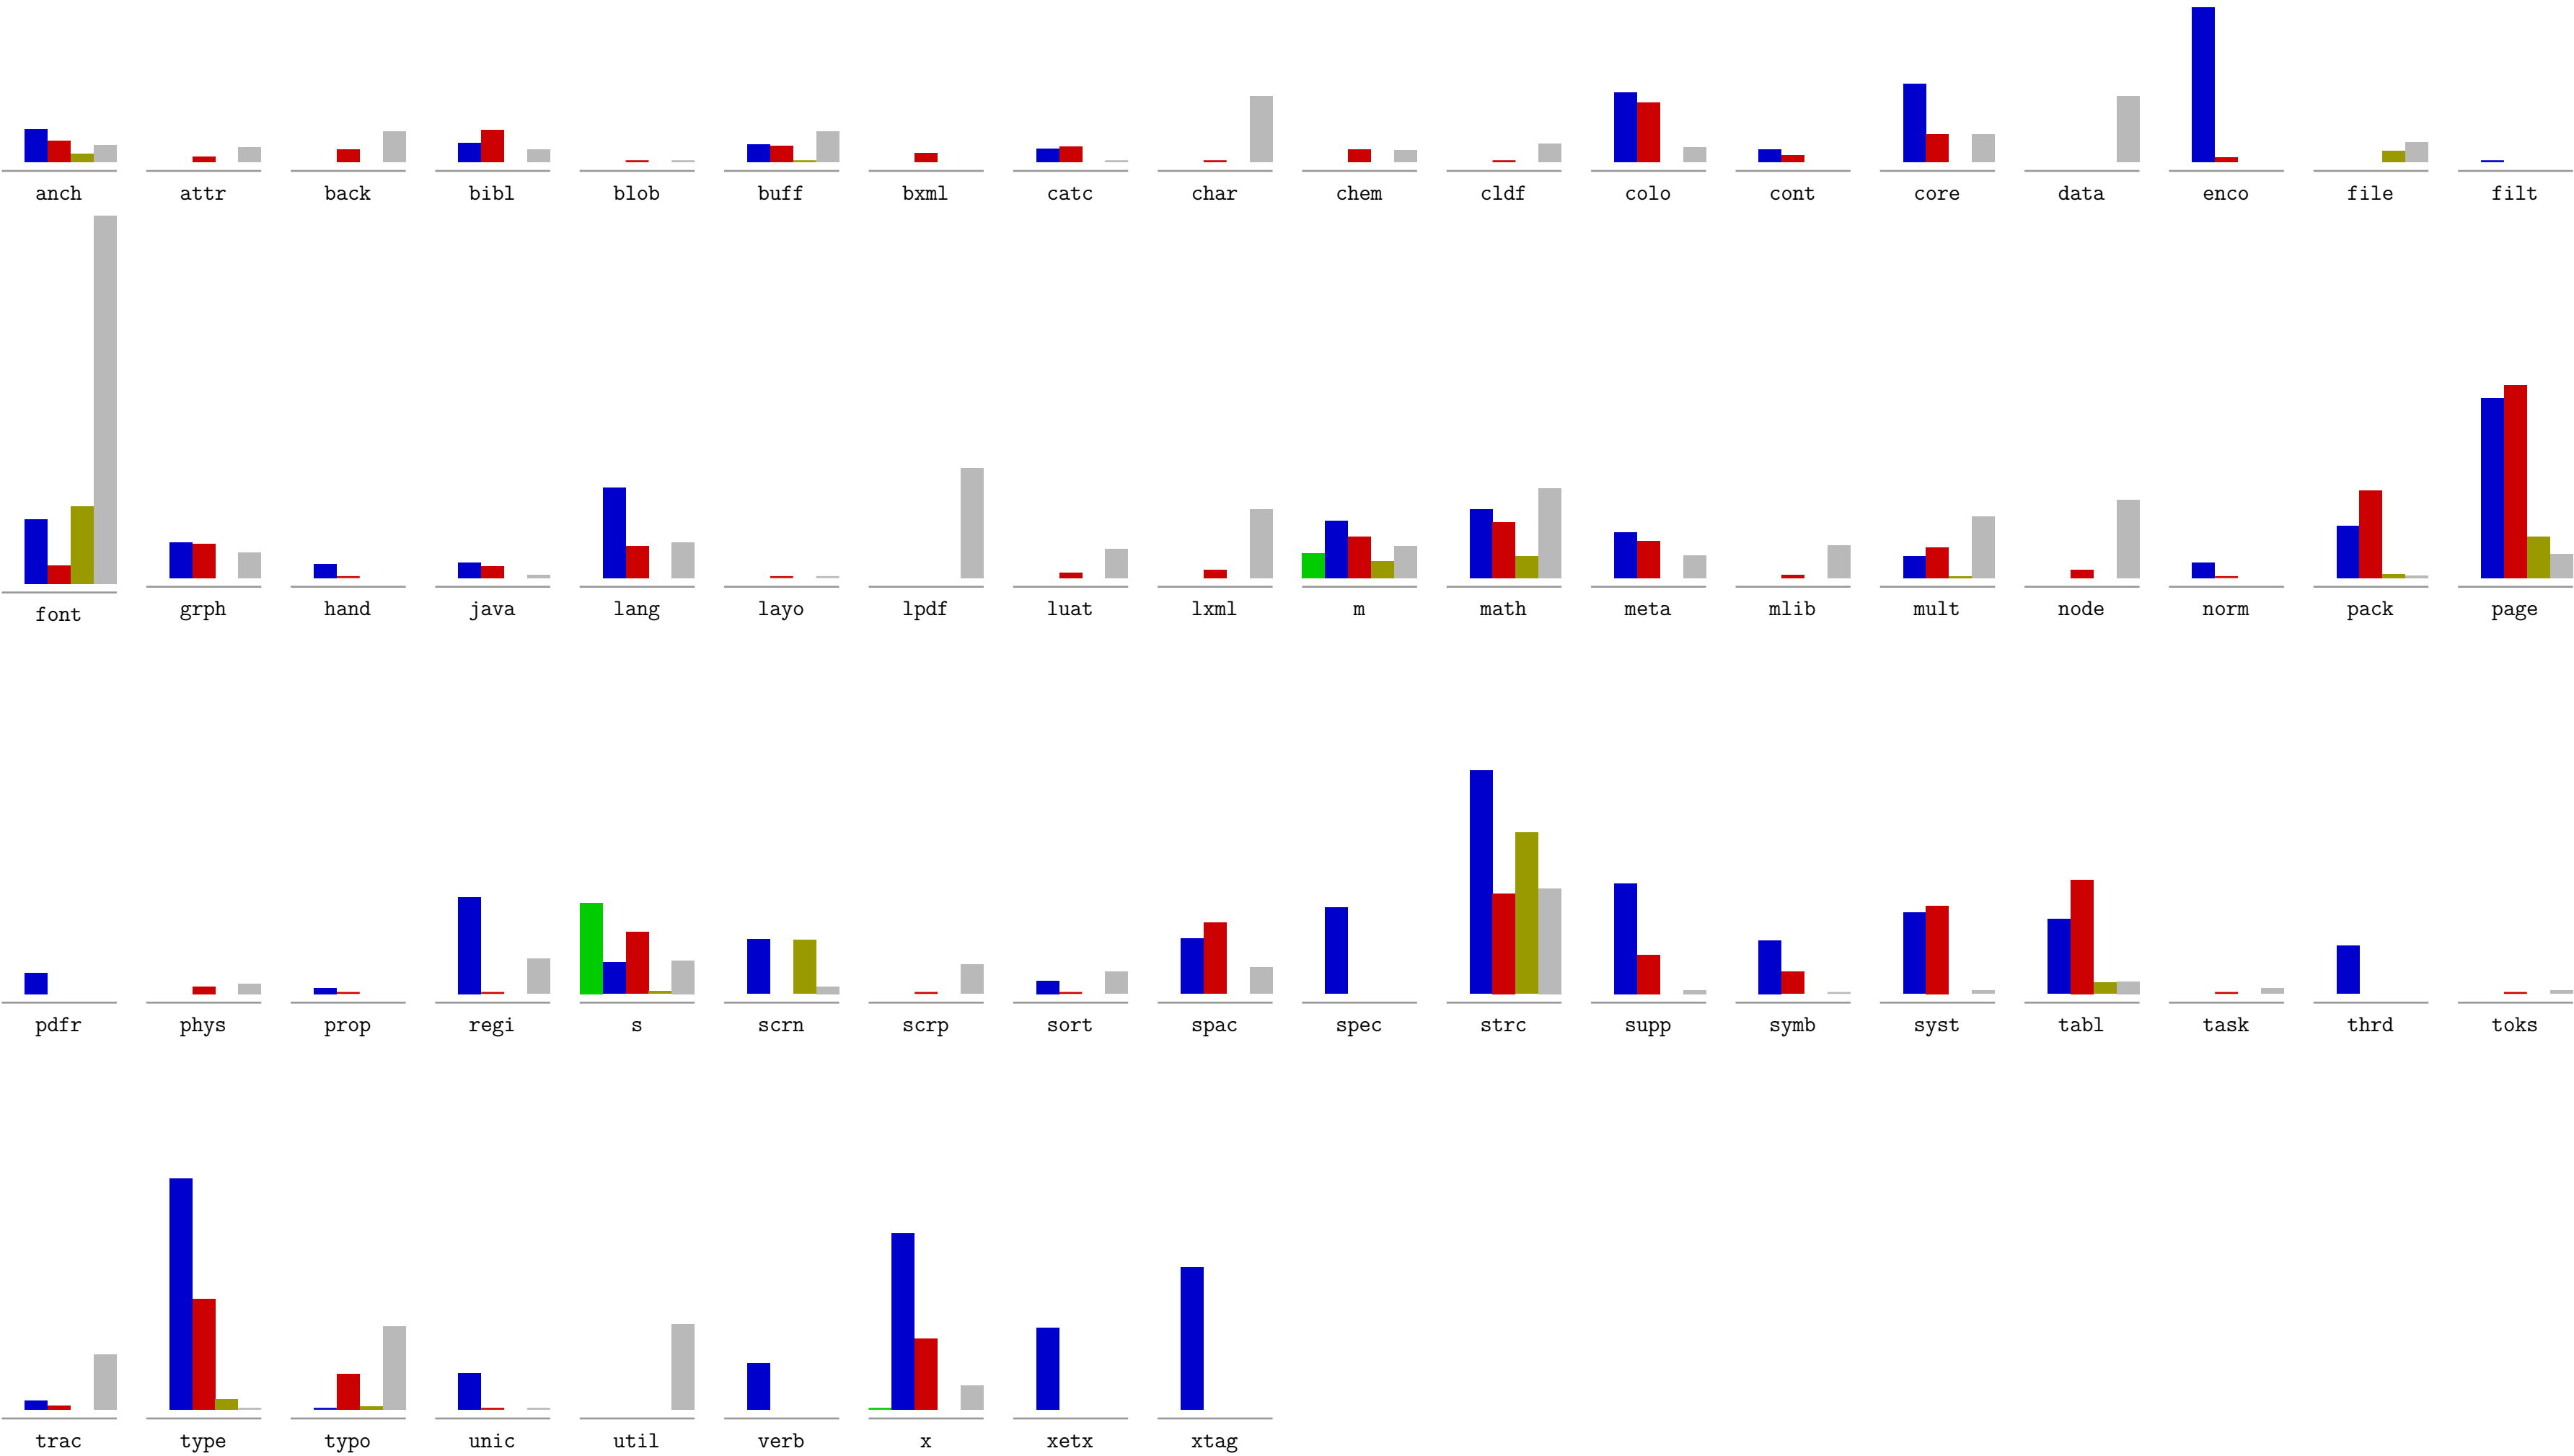 anch attr back bibl blob buff bxml catc char chem cldf colo cont core data enco file filt
font grph hand java lang layo lpdf luat lxml m math meta mlib mult node norm pack page
pdfr phys prop regi s scrn scrp sort spac spec strc supp symb syst tabl task thrd toks
trac type typo unic util verb x xetx xtag